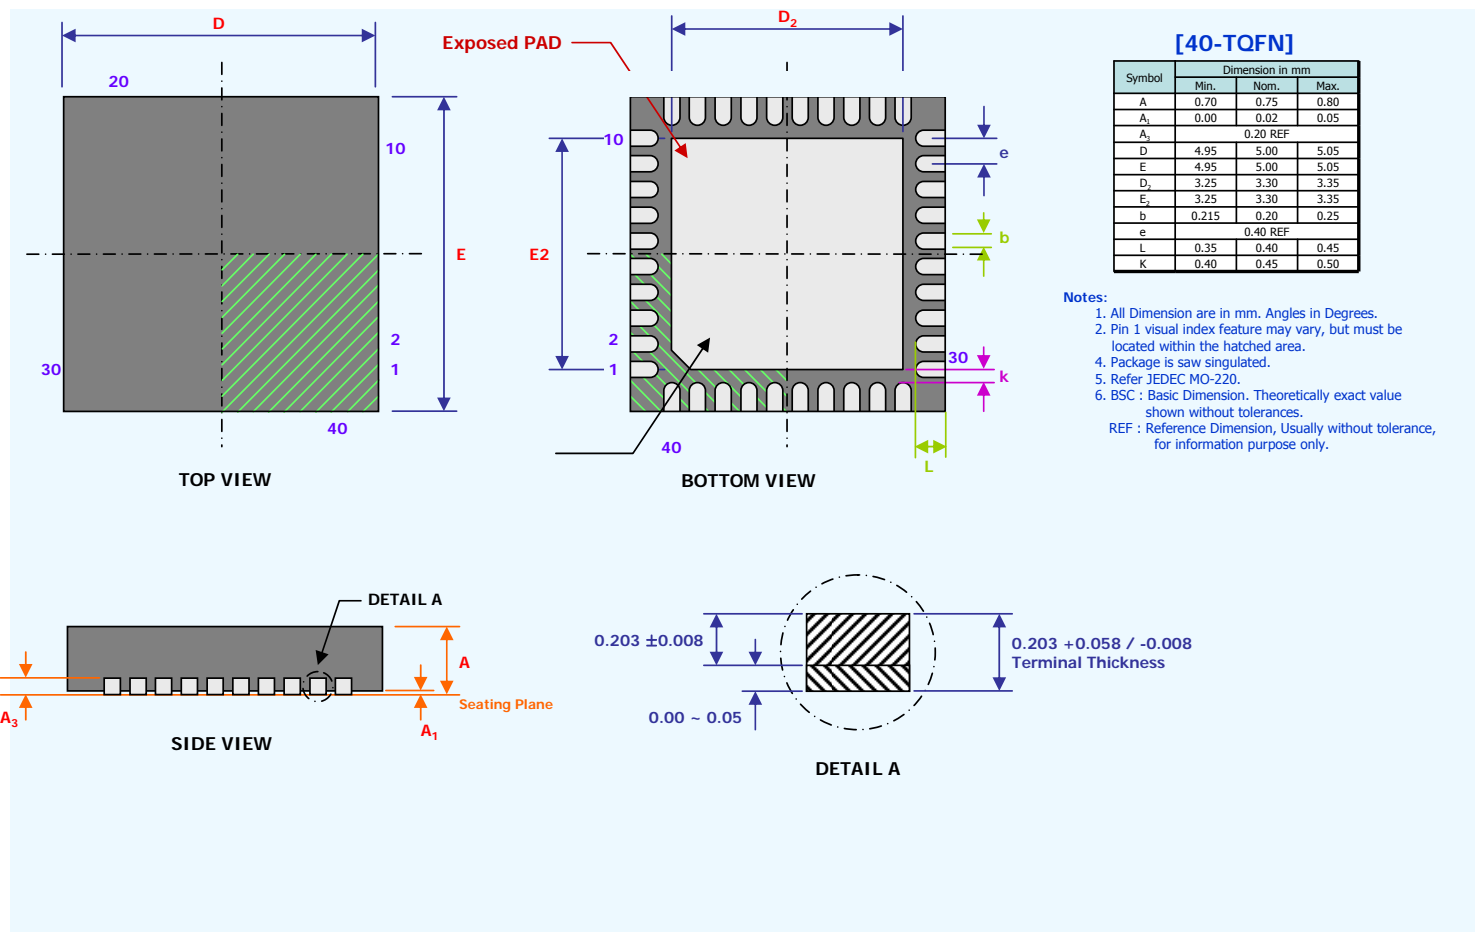 D
20
10
E
2
1
30
40
TOP VIEW
Exposed PAD
D2
10
e
b
E2
2
1
30
k
40
L
BOTTOM VIEW
[40-TQFN]
Symbol Dimension in mm
Min. Nom. Max.
A 0.70 0.75 0.80
A1 0.00 0.02 0.05
A3 0.20 REF
D 4.95 5.00 5.05
E 4.95 5.00 5.05
D2 3.25 3.30 3.35
E2 3.25 3.30 3.35
b 0.215 0.20 0.25
e 0.40 REF
L 0.35 0.40 0.45
K 0.40 0.45 0.50
Notes:
1. All Dimension are in mm. Angles in Degrees.
2. Pin 1 visual index feature may vary, but must be
located within the hatched area.
4. Package is saw singulated.
5. Refer JEDEC MO-220.
6. BSC : Basic Dimension. Theoretically exact value
shown without tolerances.
REF : Reference Dimension, Usually without tolerance,
for information purpose only.
DETAIL A
A
Seating Plane
A3
A1
SIDE VIEW
0.203 ±0.008
0.203 +0.058 / -0.008
Terminal Thickness
0.00 ~ 0.05
DETAIL A